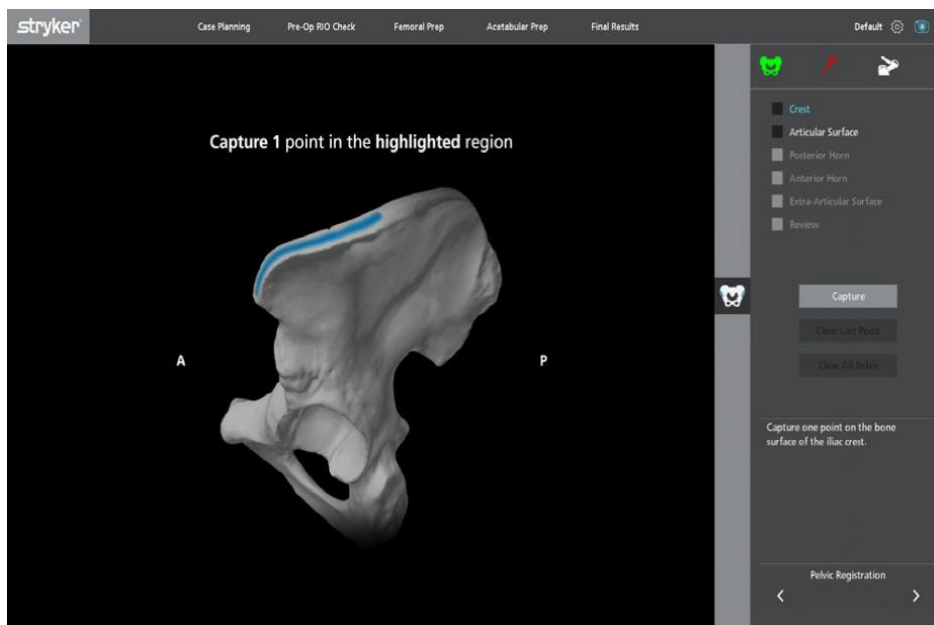 stryker
Case Planning
Pre-Op RIO Check
Femoral Prep
Acetabular Prep
Final Results
Default
Capture 1 point in the highlighted region
A
P
Crest
Articular Surface
Posterior Horn
Anterior Horn
Extra-Articular Surface
Review
Capture
Clear Last Point
Clear All Pelvis
Capture one point on the bone
surface of the iliac crest.
Pelvic Registration